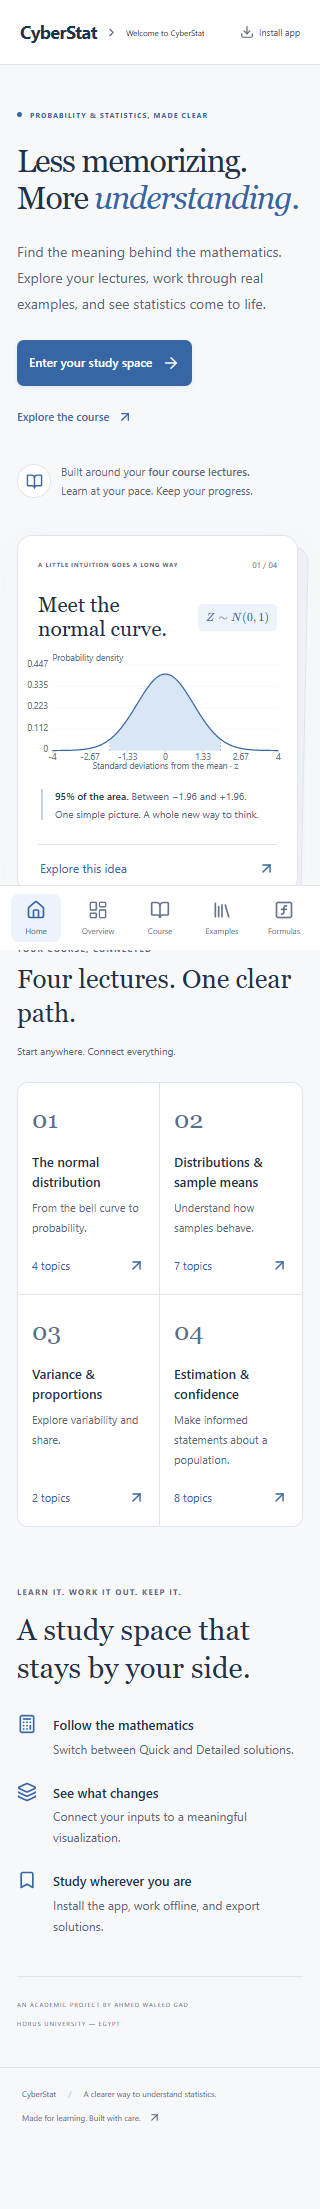 CyberStat
Welcome to CyberStat
Install app
PROBABILITY & STATISTICS, MADE CLEAR
Less memorizing.
More understanding.
Find the meaning behind the mathematics.
Explore your lectures, work through real
examples, and see statistics come to life.
Enter your study space
Explore the course
Built around your four course lectures.
Learn at your pace. Keep your progress.
A LITTLE INTUITION GOES A LONG WAY
01 / 04
Meet the
normal curve.
Z ~ N(0, 1)
Probability density
0.447
0.335
0.223
0.112
0
-4 -2.67 -1.33 0 1.33 2.67 4
Standard deviations from the mean · z
95% of the area. Between −1.96 and +1.96.
One simple picture. A whole new way to think.
Explore this idea
Home
Overview
Course
Examples
Formulas
YOUR COURSE, CONNECTED
Four lectures. One clear
path.
Start anywhere. Connect everything.
01
The normal
distribution
From the bell curve to
probability.
4 topics
02
Distributions &
sample means
Understand how
samples behave.
7 topics
03
Variance &
proportions
Explore variability and
share.
2 topics
04
Estimation &
confidence
Make informed
statements about a
population.
8 topics
LEARN IT. WORK IT OUT. KEEP IT.
A study space that
stays by your side.
Follow the mathematics
Switch between Quick and Detailed solutions.
See what changes
Connect your inputs to a meaningful
visualization.
Study wherever you are
Install the app, work offline, and export
solutions.
AN ACADEMIC PROJECT BY AHMED WALEED GAD
HORUS UNIVERSITY — EGYPT
CyberStat / A clearer way to understand statistics.
Made for learning. Built with care.